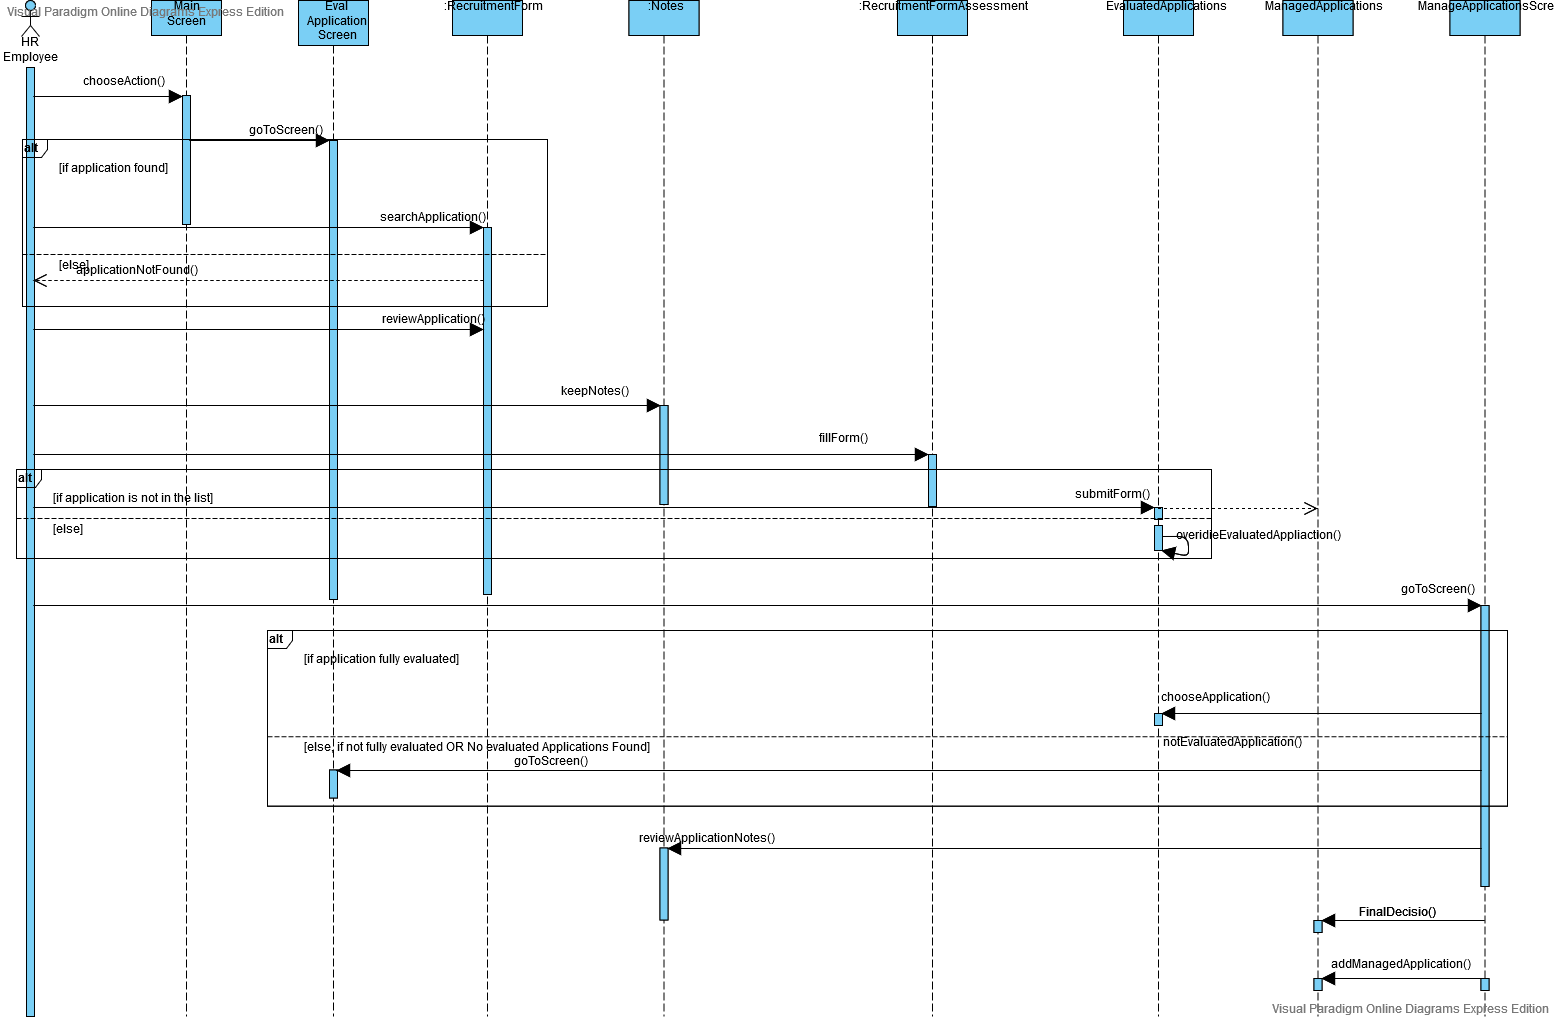 Visual Paradigm Online Diagrams Express Edition
HR
Employee
Main
Screen
Eval
Application
Screen
:RecruitmentForm
:Notes
:RecruitmentFormAssessment
EvaluatedApplications
ManagedApplications
ManageApplicationsScre
chooseAction()
goToScreen()
alt
[if application found]
searchApplication()
[else]
applicationNotFound()
reviewApplication()
keepNotes()
fillForm()
alt
[if application is not in the list]
submitForm()
[else]
overidieEvaluatedAppliaction()
goToScreen()
alt
[if application fully evaluated]
chooseApplication()
notEvaluatedApplication()
[else, if not fully evaluated OR No evaluated Applications Found]
goToScreen()
reviewApplicationNotes()
FinalDecisio()
addManagedApplication()
Visual Paradigm Online Diagrams Express Edition